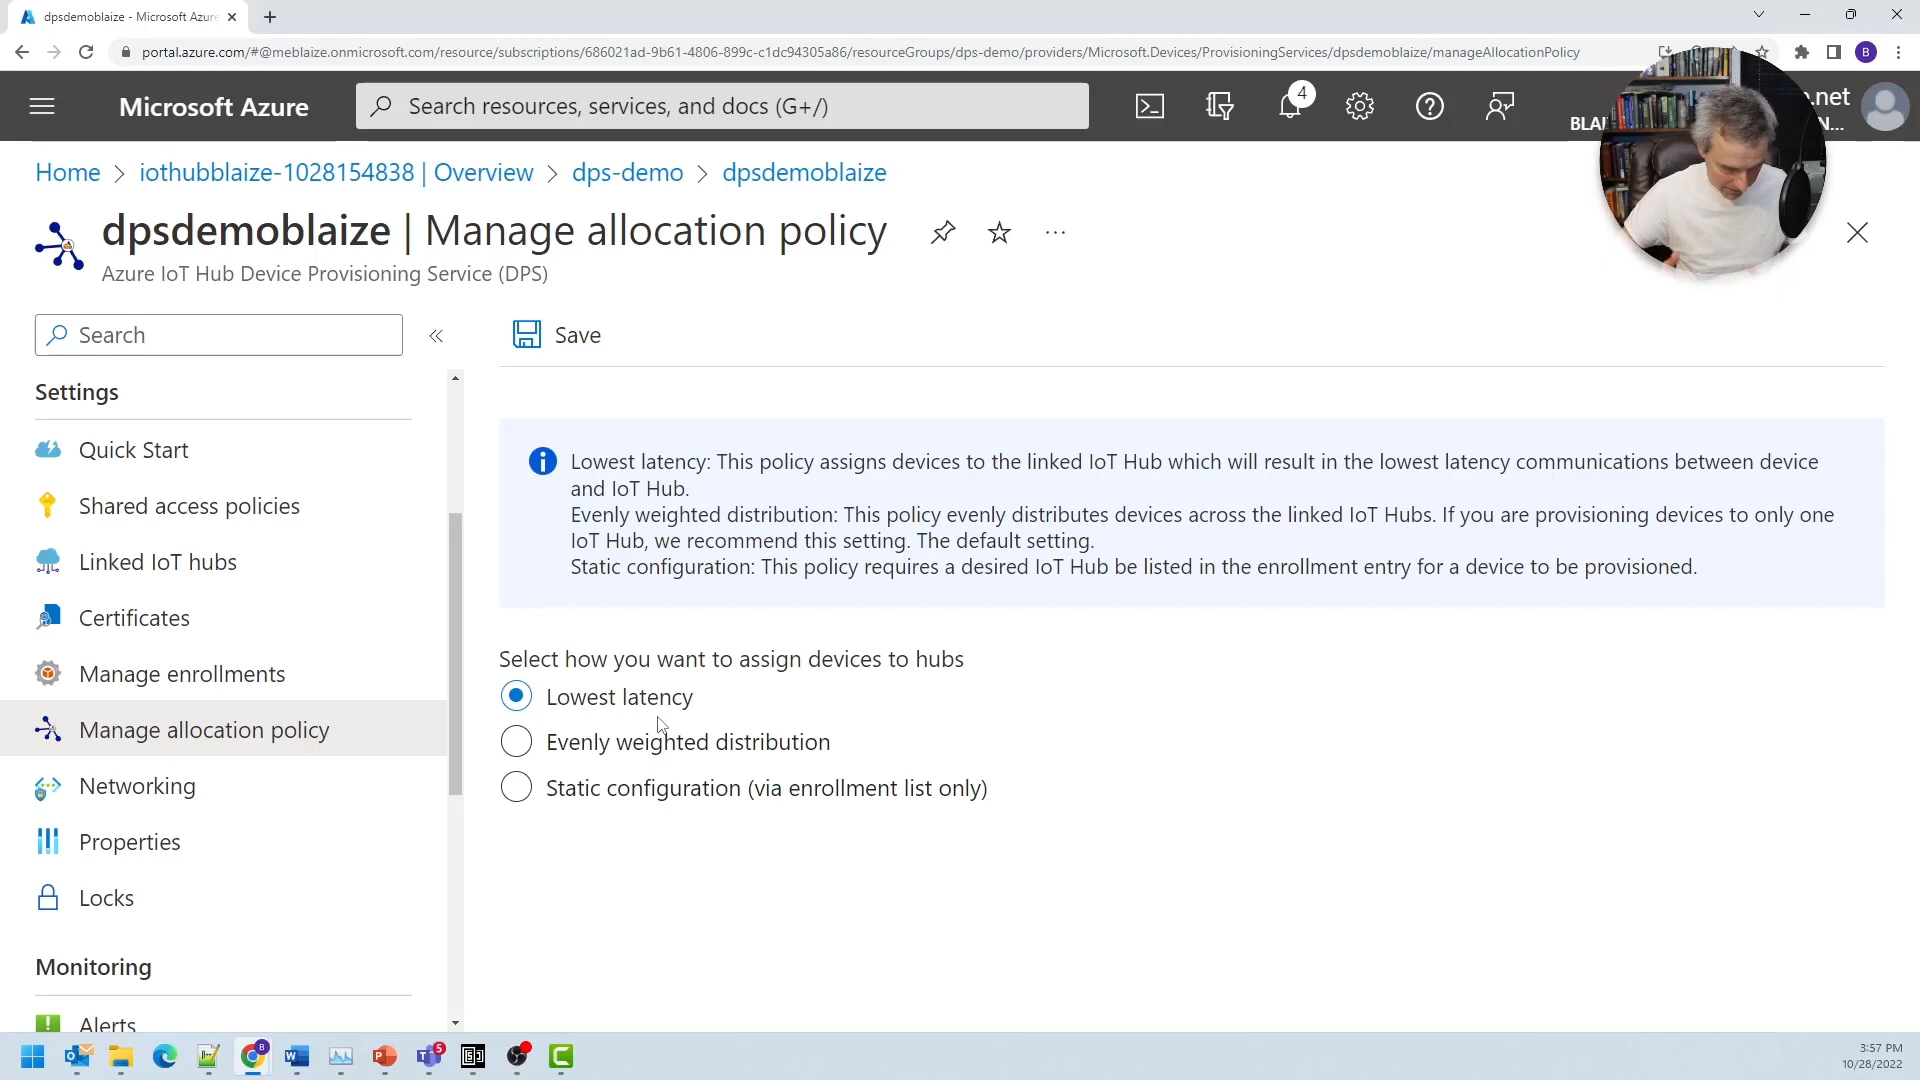 dpsdemoblaize - Microsoft Azure
portal.azure.com/#@meblaize.onmicrosoft.com/resource/subscriptions/686021ad-9b61-4806-899c-c1dc94305a86/resourceGroups/dps-demo/providers/Microsoft.Devices/ProvisioningServices/dpsdemoblaize/manageAllocationPolicy
B
Microsoft Azure
Search resources, services, and docs (G+/)
4
.net
BLAI
N...
Home > iothubblaize-1028154838 | Overview > dps-demo > dpsdemoblaize
dpsdemoblaize | Manage allocation policy
Azure IoT Hub Device Provisioning Service (DPS)
Search
Save
Settings
Quick Start
Shared access policies
Linked IoT hubs
Certificates
Manage enrollments
Manage allocation policy
Networking
Properties
Locks
Monitoring
Alerts
Lowest latency: This policy assigns devices to the linked IoT Hub which will result in the lowest latency communications between device
and IoT Hub.
Evenly weighted distribution: This policy evenly distributes devices across the linked IoT Hubs. If you are provisioning devices to only one
IoT Hub, we recommend this setting. The default setting.
Static configuration: This policy requires a desired IoT Hub be listed in the enrollment entry for a device to be provisioned.
Select how you want to assign devices to hubs
Lowest latency
Evenly weighted distribution
Static configuration (via enrollment list only)
3:57 PM
10/28/2022